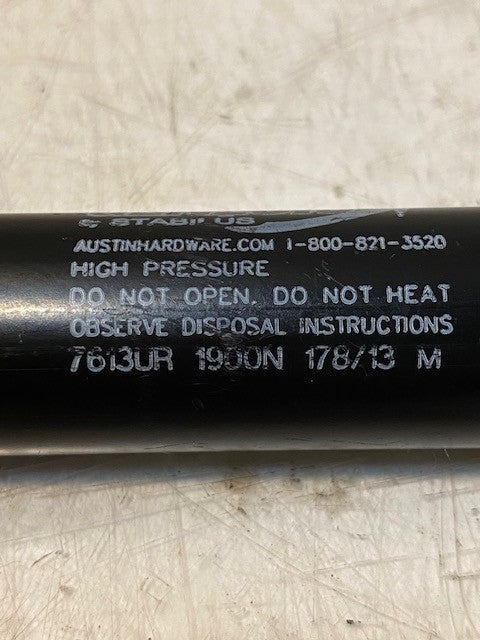 & STABILUS
AUSTINHARDWARE.COM 1-800-821-3520
HIGH PRESSURE
DO NOT OPEN. DO NOT HEAT
OBSERVE DISPOSAL INSTRUCTIONS
7613UR 1900N 178/13 M